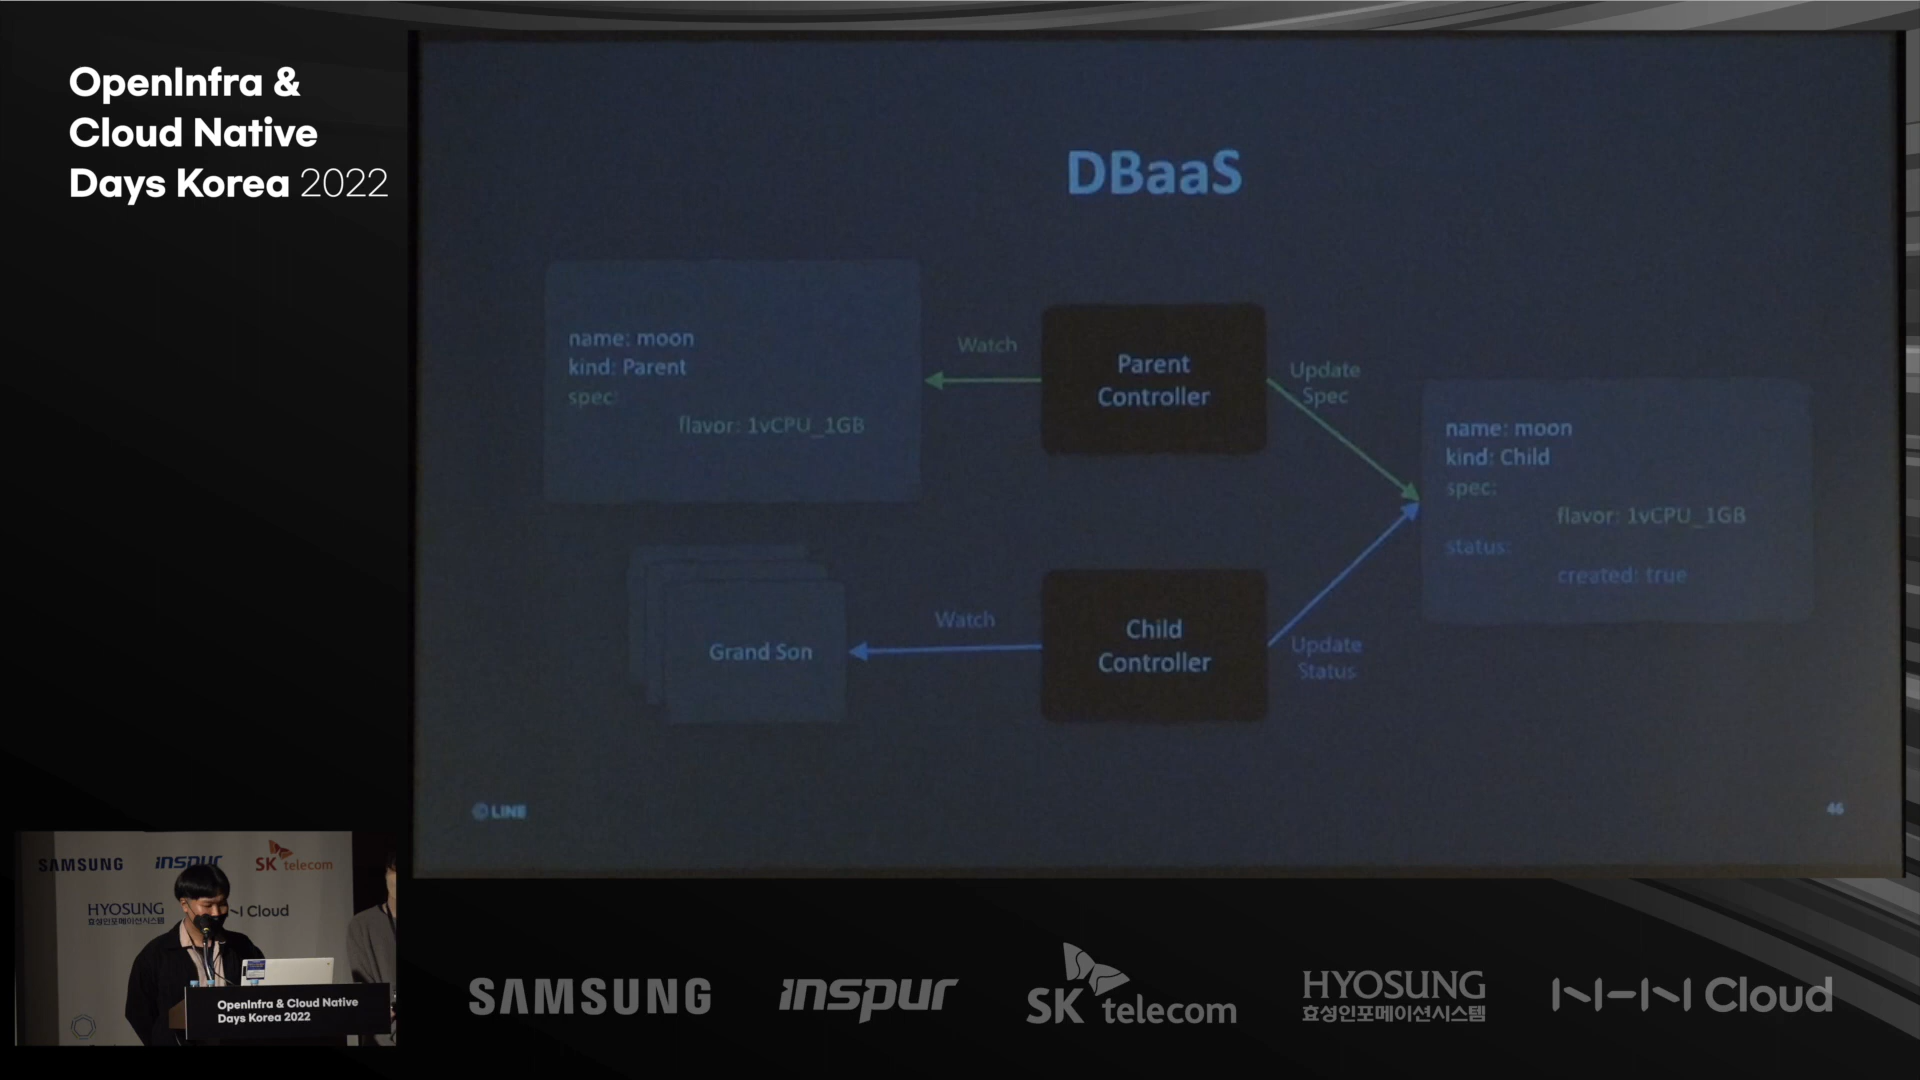 OpenInfra &
Cloud Native
Days Korea 2022
DBaaS
name: moon
kind: Parent
spec:
flavor: 1vCPU_1GB
Watch
Parent
Controller
Update
Spec
name: moon
kind: Child
spec:
flavor: 1vCPU_1GB
status:
created: true
Grand Son
Watch
Child
Controller
Update
Status
LINE
46
SAMSUNG
inspur
SK telecom
HYOSUNG
효성인포메이션시스템
Cloud
OpenInfra & Cloud Native
Days Korea 2022
SAMSUNG
inspur
SK telecom
HYOSUNG
효성인포메이션시스템
NHN Cloud